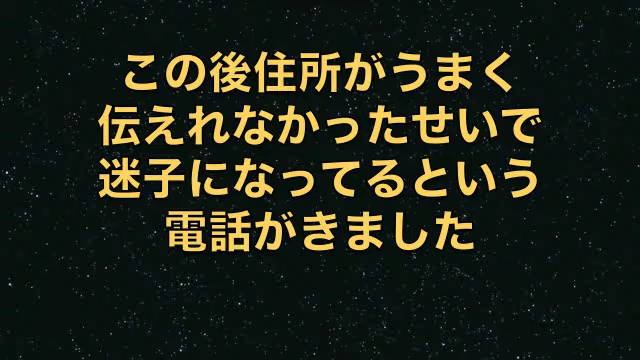 この後住所がうまく
伝えれなかったせいで
迷子になってるという
電話がきました